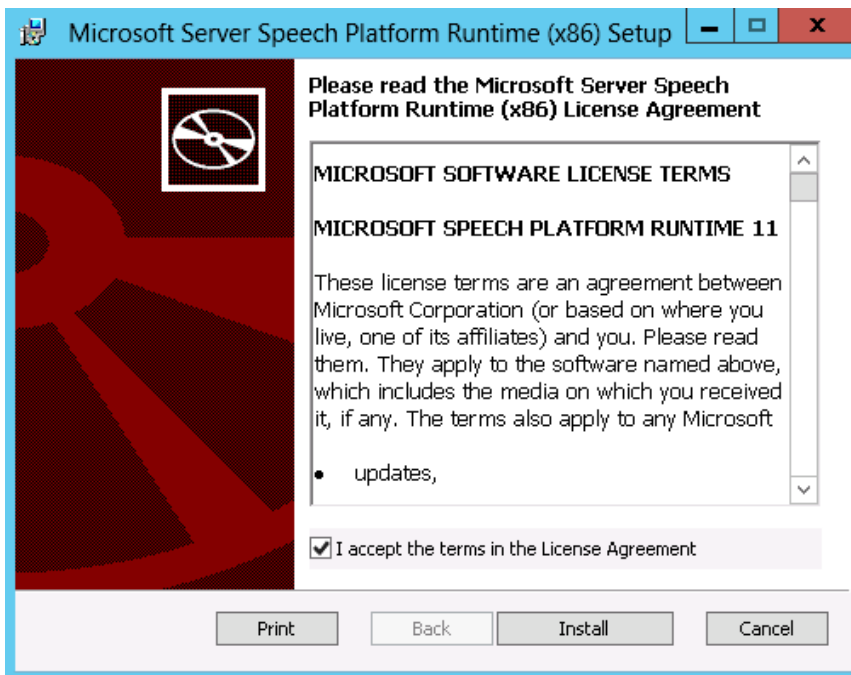 Microsoft Server Speech Platform Runtime (x86) Setup
Please read the Microsoft Server Speech
Platform Runtime (x86) License Agreement
MICROSOFT SOFTWARE LICENSE TERMS
MICROSOFT SPEECH PLATFORM RUNTIME 11
These license terms are an agreement between
Microsoft Corporation (or based on where you
live, one of its affiliates) and you. Please read
them. They apply to the software named above,
which includes the media on which you received
it, if any. The terms also apply to any Microsoft
• updates,
I accept the terms in the License Agreement
Print Back Install Cancel